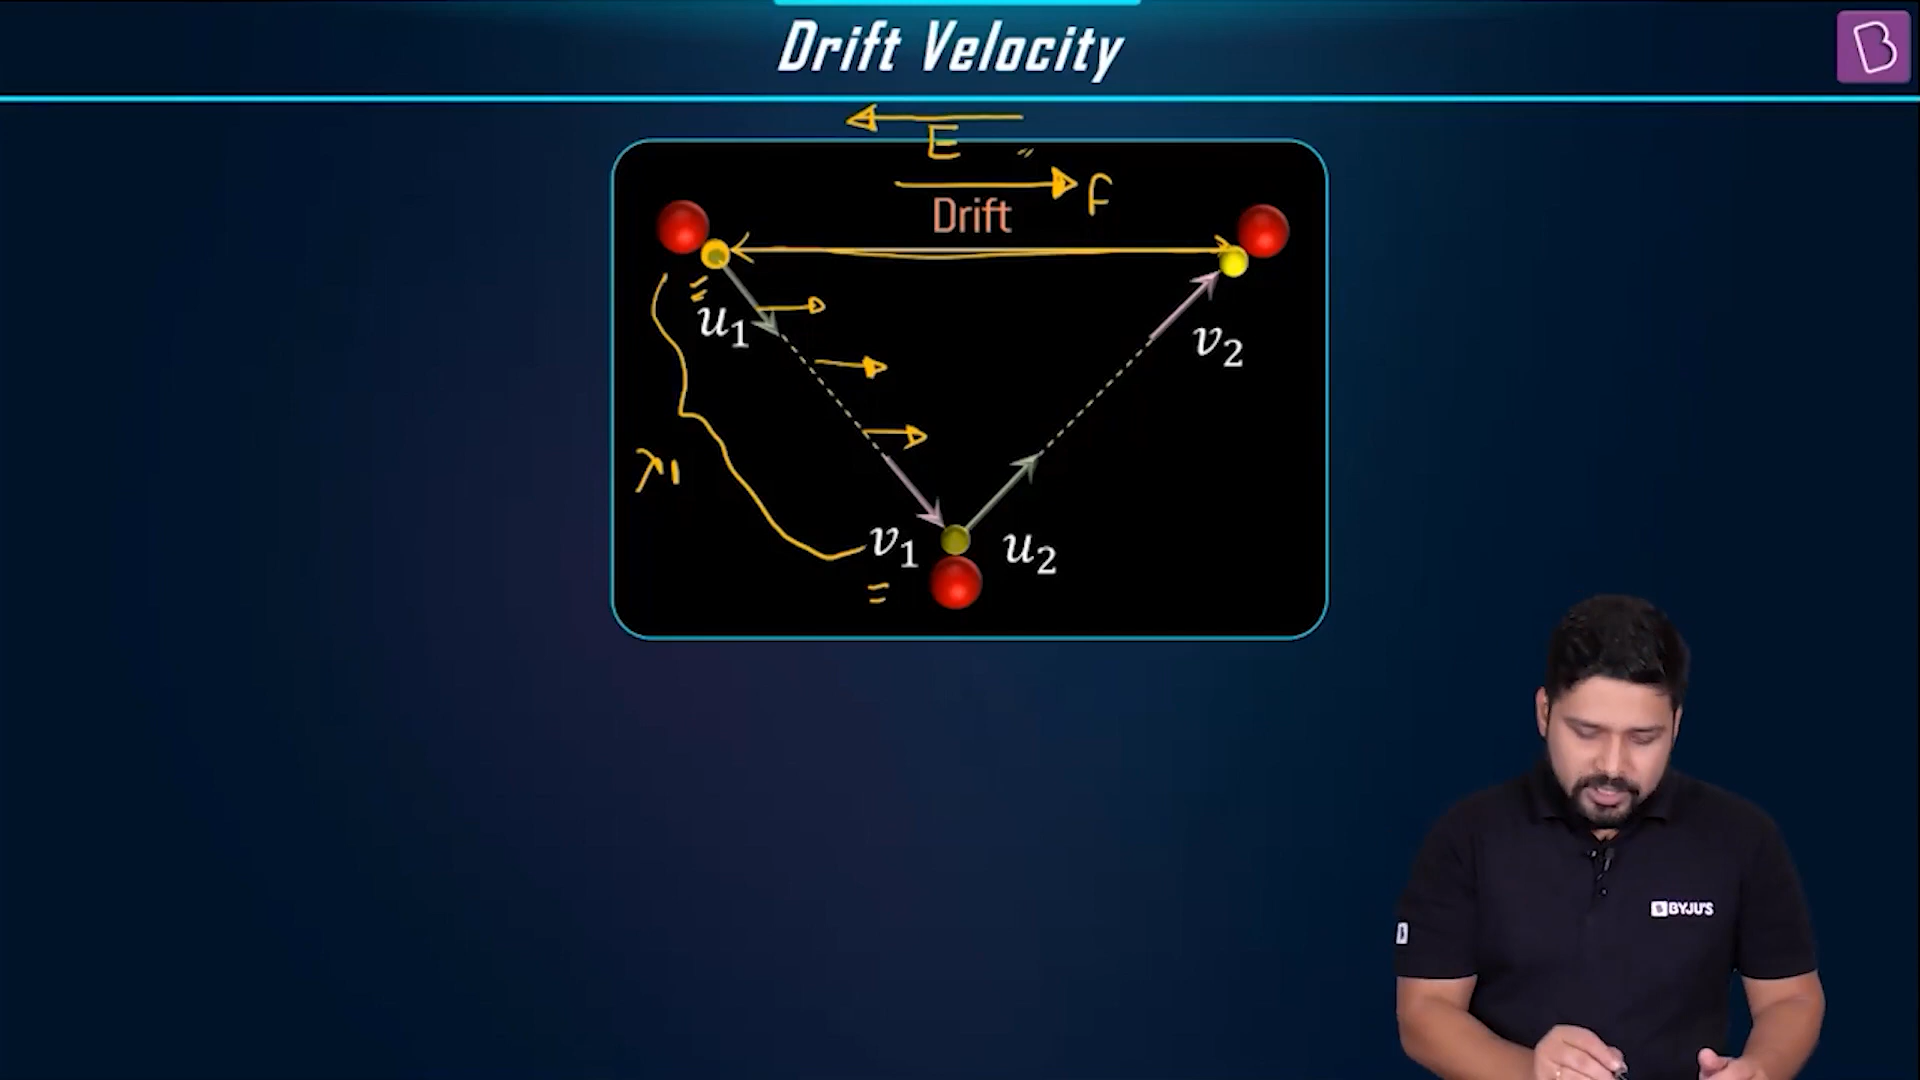 Drift Velocity
E
F
Drift
u₁
v₂
λ₁
v₁
u₂
BYJU'S